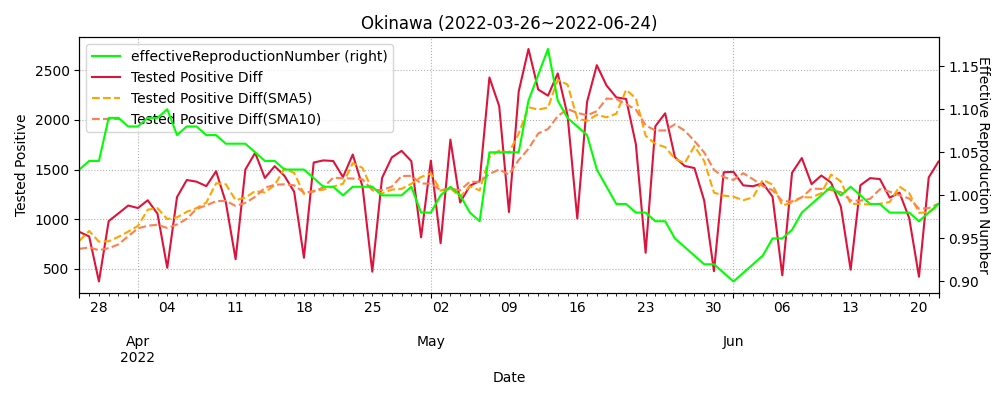 Okinawa (2022-03-26~2022-06-24)
effectiveReproductionNumber (right)
Tested Positive Diff
Tested Positive Diff(SMA5)
Tested Positive Diff(SMA10)
Tested Positive
2500
2000
1500
1000
500
1.15
1.10
1.05
1.00
0.95
0.90
Effective Reproduction Number
28 04 11 18 25 02 09 16 23 30 06 13 20
Apr May Jun
2022
Date